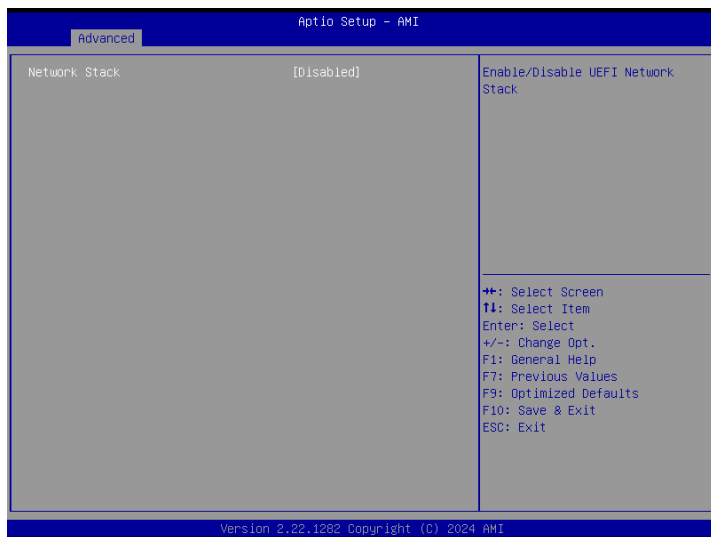 Aptio Setup - AMI
Advanced
Network Stack [Disabled]
Enable/Disable UEFI Network
Stack
→←: Select Screen
↑↓: Select Item
Enter: Select
+/-: Change Opt.
F1: General Help
F7: Previous Values
F9: Optimized Defaults
F10: Save & Exit
ESC: Exit
Version 2.22.1282 Copyright (C) 2024 AMI